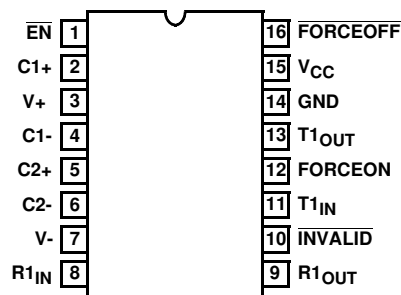 EN 1 16 FORCEOFF
C1+ 2 15 VCC
V+ 3 14 GND
C1- 4 13 T1OUT
C2+ 5 12 FORCEON
C2- 6 11 T1IN
V- 7 10 INVALID
R1IN 8 9 R1OUT